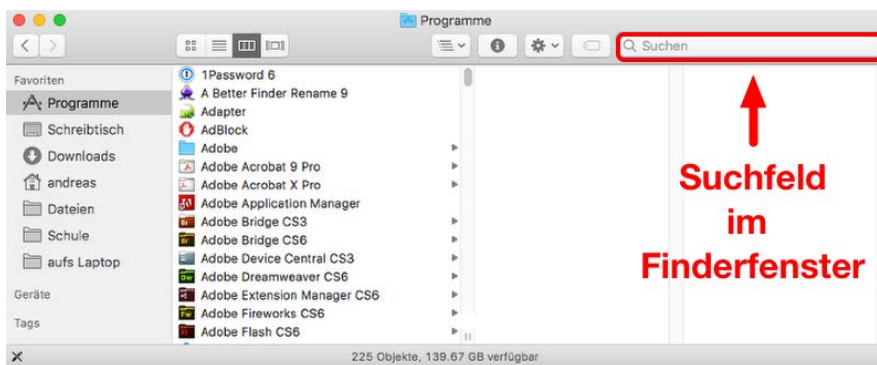 Programme
Suchen
Favoriten
Programme
Schreibtisch
Downloads
andreas
Dateien
Schule
aufs Laptop
Geräte
Tags
1Password 6
A Better Finder Rename 9
Adapter
AdBlock
Adobe
Adobe Acrobat 9 Pro
Adobe Acrobat X Pro
Adobe Application Manager
Adobe Bridge CS3
Adobe Bridge CS6
Adobe Device Central CS3
Adobe Dreamweaver CS6
Adobe Extension Manager CS6
Adobe Fireworks CS6
Adobe Flash CS6
Suchfeld
im
Finderfenster
225 Objekte, 139.67 GB verfügbar